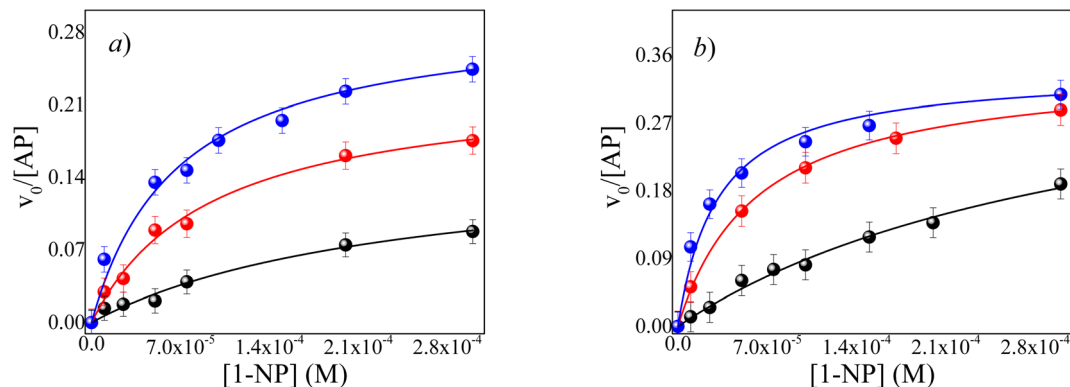 a)
v₀/[AP]
0.28
0.21
0.14
0.07
0.00
0.0 7.0x10⁻⁵ 1.4x10⁻⁴ 2.1x10⁻⁴ 2.8x10⁻⁴
[1-NP] (M)
b)
v₀/[AP]
0.36
0.27
0.18
0.09
0.00
0.0 7.0x10⁻⁵ 1.4x10⁻⁴ 2.1x10⁻⁴ 2.8x10⁻⁴
[1-NP] (M)